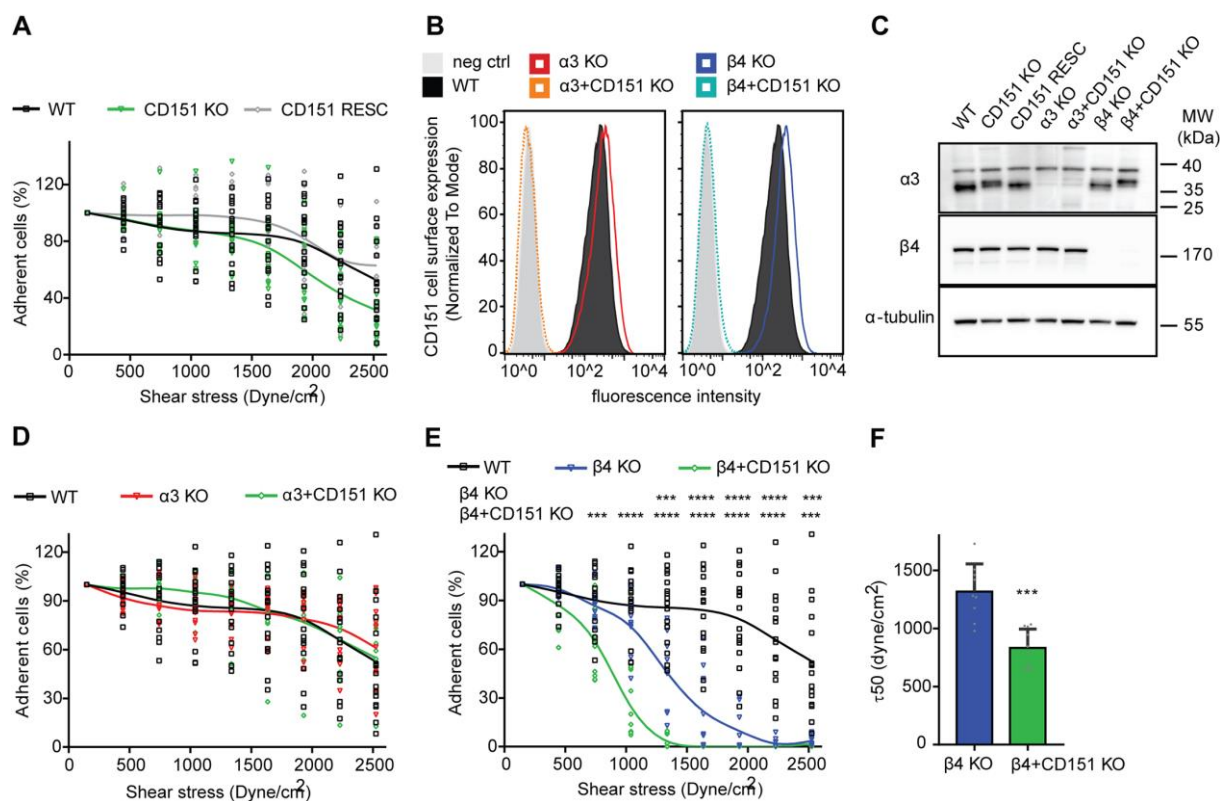 A
WT
CD151 KO
CD151 RESC
Adherent cells (%)
120
80
40
0
0
500
1000
1500
2000
2500
Shear stress (Dyne/cm2)
B
neg ctrl
α3 KO
β4 KO
WT
α3+CD151 KO
β4+CD151 KO
CD151 cell surface expression
(Normalized To Mode)
100
80
60
40
20
0
10^0
10^2
10^4
10^0
10^2
10^4
fluorescence intensity
C
WT
CD151 KO
CD151 RESC
α3 KO
α3+CD151 KO
β4 KO
β4+CD151 KO
MW
(kDa)
α3
40
35
25
β4
170
α-tubulin
55
D
WT
α3 KO
α3+CD151 KO
Adherent cells (%)
120
90
60
30
0
0
500
1000
1500
2000
2500
Shear stress (Dyne/cm2)
E
WT
β4 KO
β4+CD151 KO
β4 KO *** **** **** **** ***
β4+CD151 KO *** **** **** **** **** **** ***
Adherent cells (%)
120
90
60
30
0
0
500
1000
1500
2000
2500
Shear stress (Dyne/cm2)
F
τ50 (dyne/cm2)
1500
1000
500
0
***
β4 KO
β4+CD151 KO